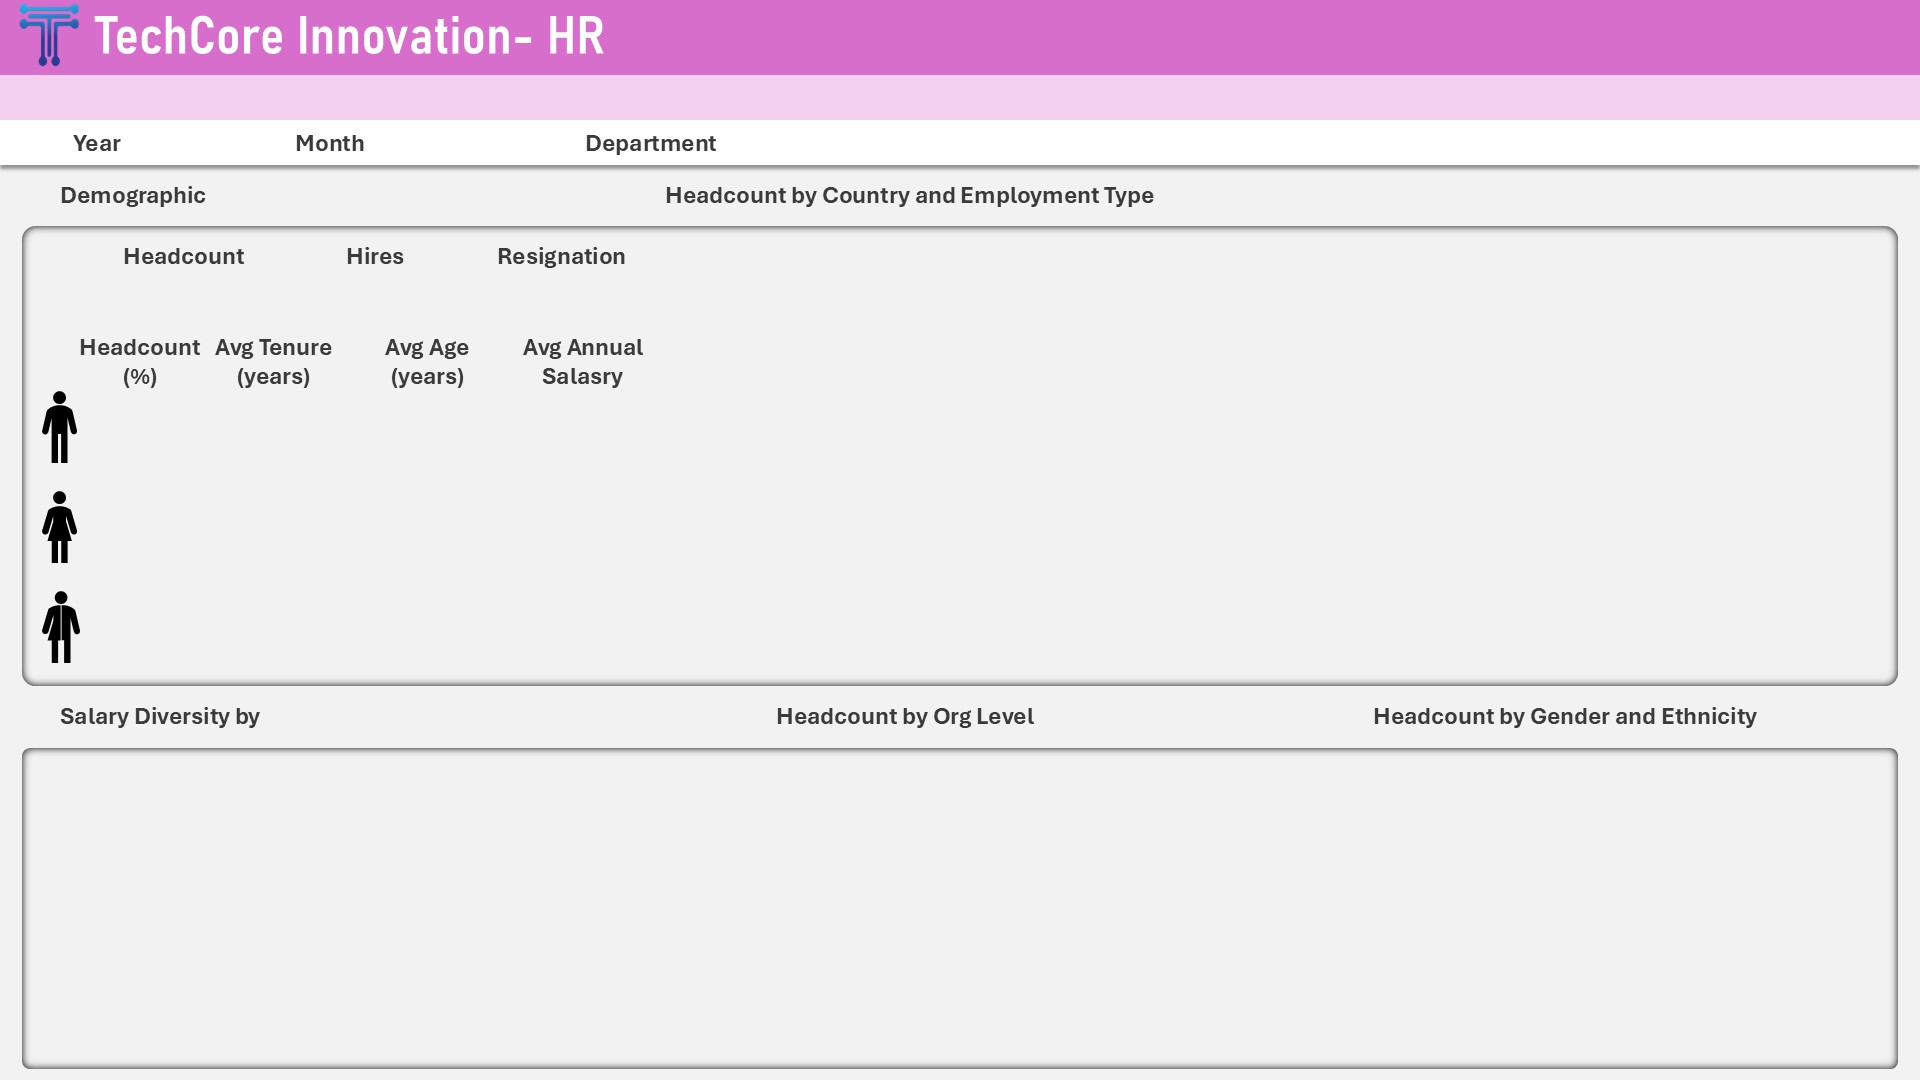 TechCore Innovation- HR
Year Month Department
Demographic Headcount by Country and Employment Type
Headcount Hires Resignation
Headcount Avg Tenure Avg Age Avg Annual
(%) (years) (years) Salasry
Salary Diversity by Headcount by Org Level Headcount by Gender and Ethnicity